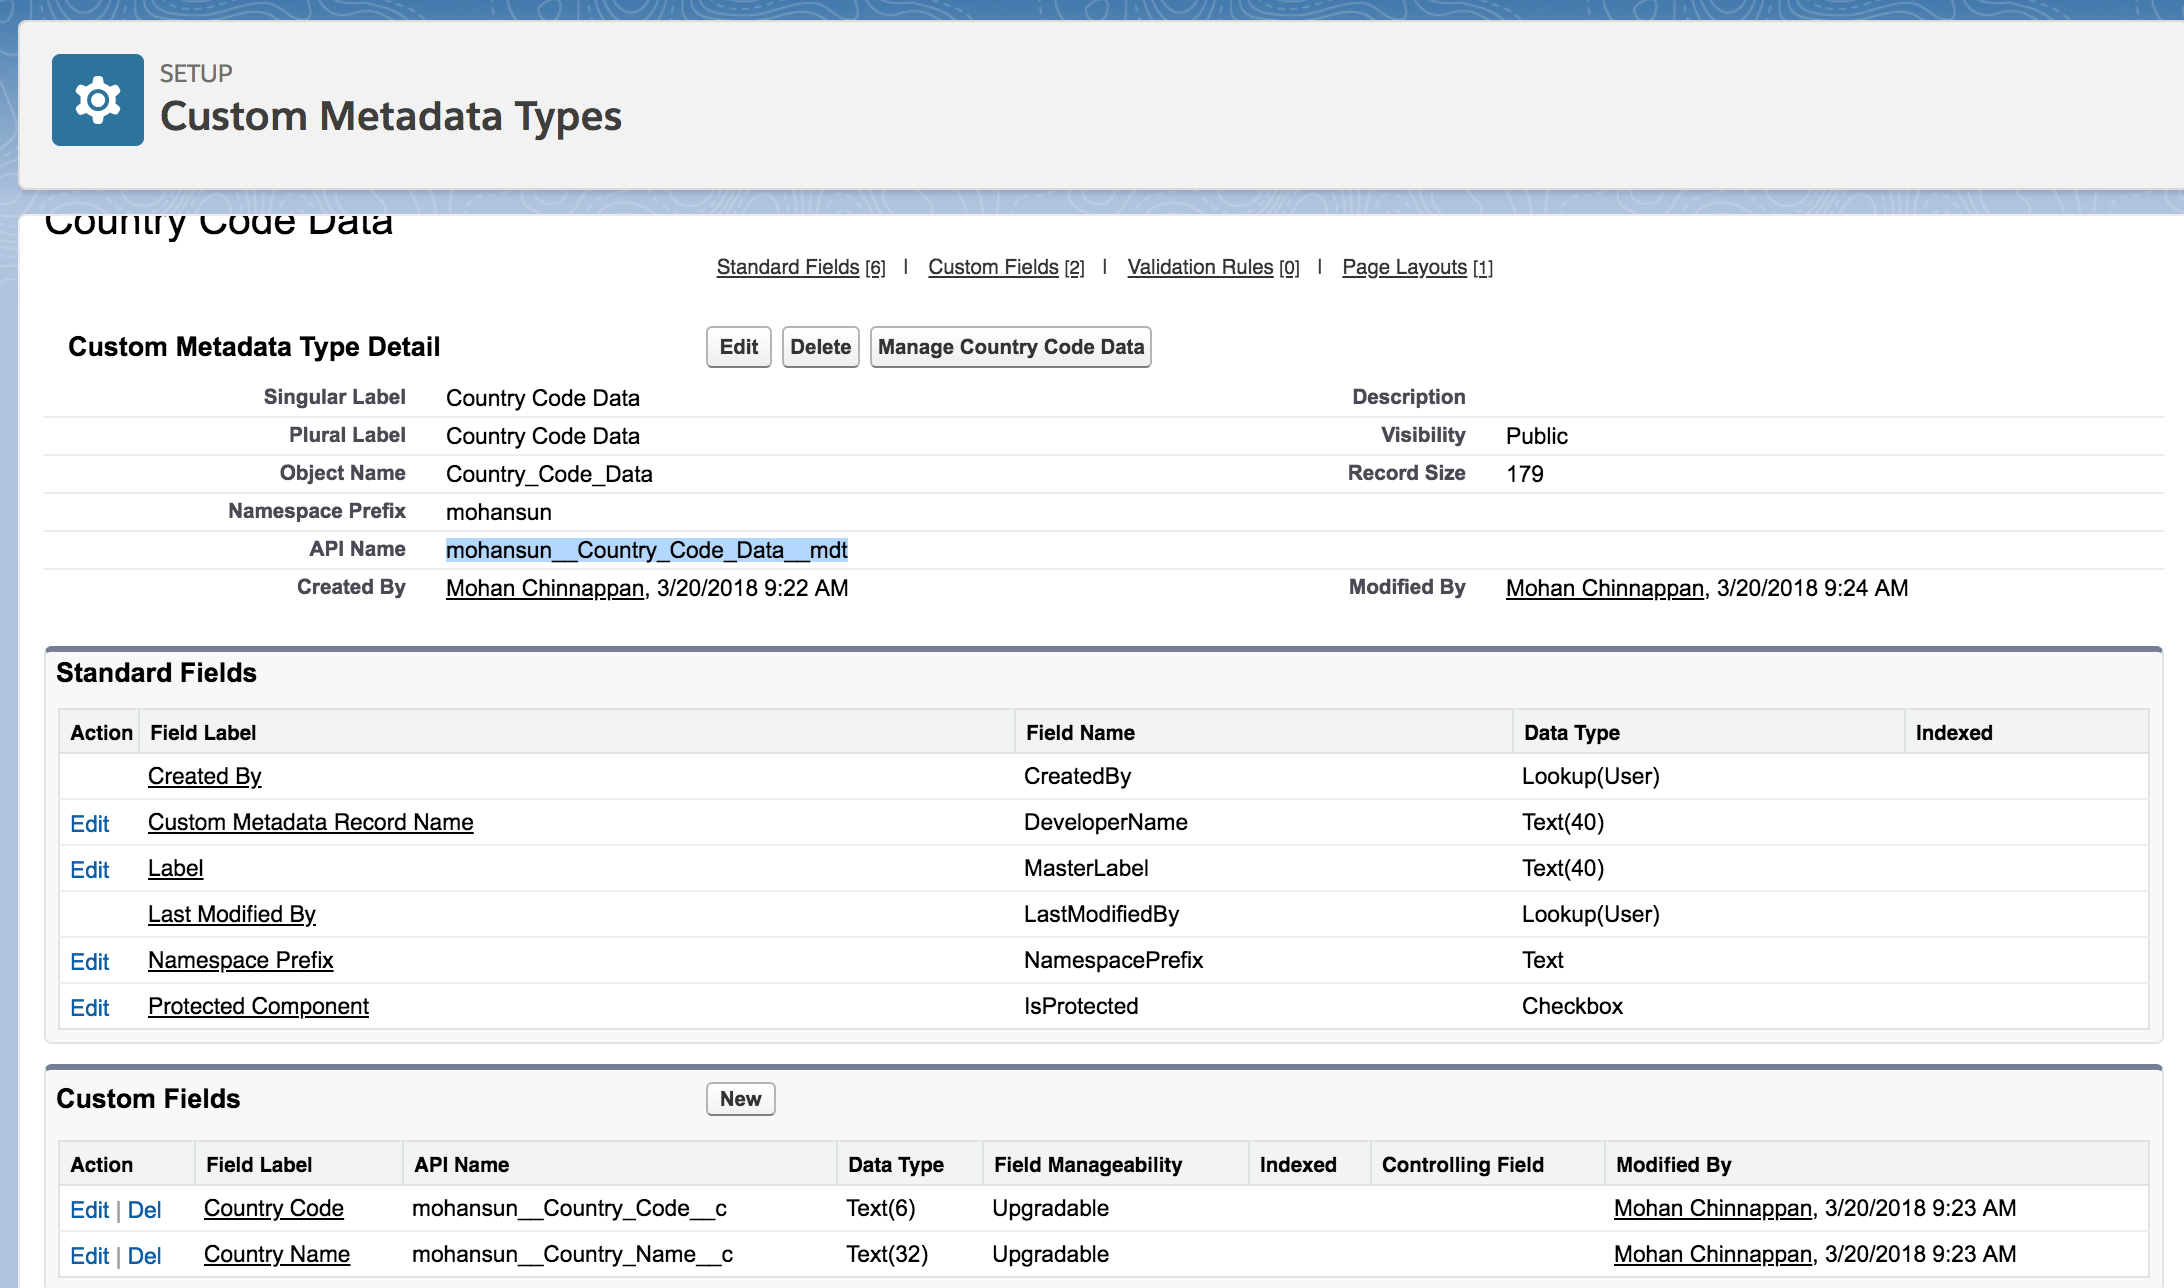 SETUP
Custom Metadata Types
Country Code Data
Standard Fields [6] | Custom Fields [2] | Validation Rules [0] | Page Layouts [1]
Custom Metadata Type Detail Edit Delete Manage Country Code Data
Singular Label Country Code Data Description
Plural Label Country Code Data Visibility Public
Object Name Country_Code_Data Record Size 179
Namespace Prefix mohansun
API Name mohansun__Country_Code_Data__mdt
Created By Mohan Chinnappan, 3/20/2018 9:22 AM Modified By Mohan Chinnappan, 3/20/2018 9:24 AM
Standard Fields
Action Field Label Field Name Data Type Indexed
Created By CreatedBy Lookup(User)
Edit Custom Metadata Record Name DeveloperName Text(40)
Edit Label MasterLabel Text(40)
Last Modified By LastModifiedBy Lookup(User)
Edit Namespace Prefix NamespacePrefix Text
Edit Protected Component IsProtected Checkbox
Custom Fields New
Action Field Label API Name Data Type Field Manageability Indexed Controlling Field Modified By
Edit | Del Country Code mohansun__Country_Code__c Text(6) Upgradable Mohan Chinnappan, 3/20/2018 9:23 AM
Edit | Del Country Name mohansun__Country_Name__c Text(32) Upgradable Mohan Chinnappan, 3/20/2018 9:23 AM